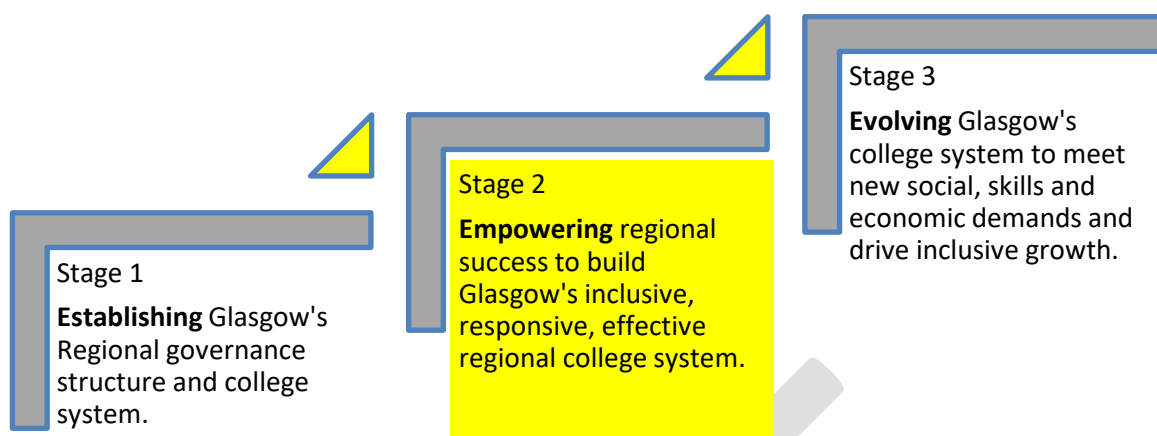 Stage 1
Establishing Glasgow's
Regional governance
structure and college
system.
Stage 2
Empowering regional
success to build
Glasgow's inclusive,
responsive, effective
regional college system.
Stage 3
Evolving Glasgow's
college system to meet
new social, skills and
economic demands and
drive inclusive growth.